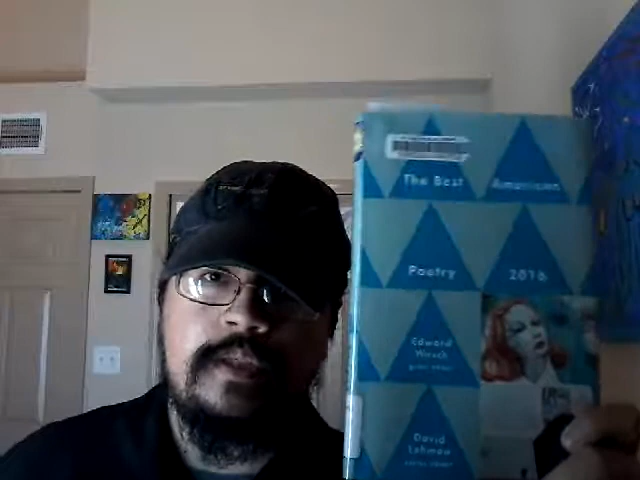 The Best American
Poetry 2016
Edward
Hirsch
David
Lehman